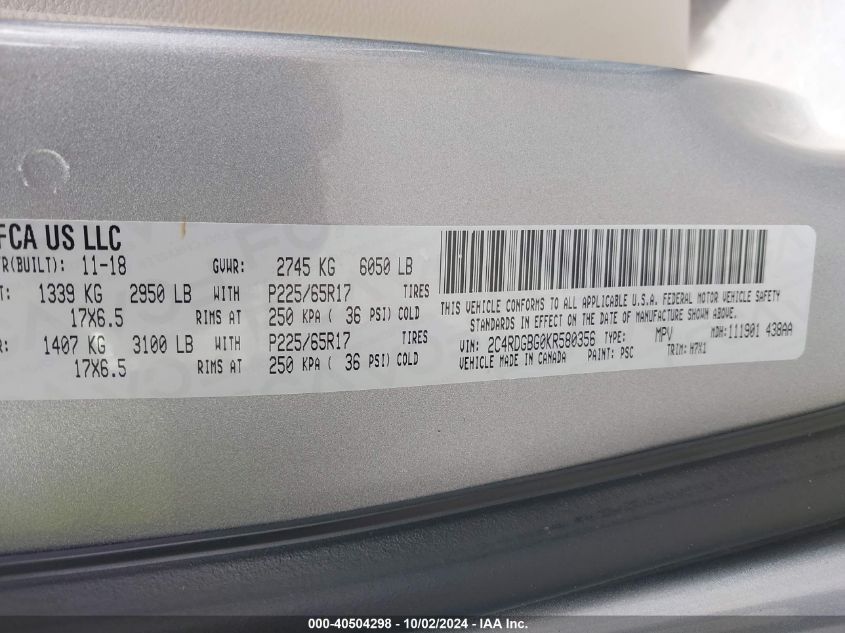 FCA US LLC
TR(BUILT): 11-18 GVWR: 2745 KG 6050 LB
T: 1339 KG 2950 LB WITH P225/65R17 TIRES
17X6.5 RIMS AT 250 KPA ( 36 PSI) COLD
R: 1407 KG 3100 LB WITH P225/65R17 TIRES
17X6.5 RIMS AT 250 KPA ( 36 PSI) COLD
THIS VEHICLE CONFORMS TO ALL APPLICABLE U.S.A. FEDERAL MOTOR VEHICLE SAFETY
STANDARDS IN EFFECT ON THE DATE OF MANUFACTURE SHOWN ABOVE.
VIN: 2C4RDGBG0KR580356 TYPE: MPV MDH:111901 438AA
VEHICLE MADE IN CANADA PAINT: PSC TRIM: H7X1
000-40504298 - 10/02/2024 - IAA Inc.